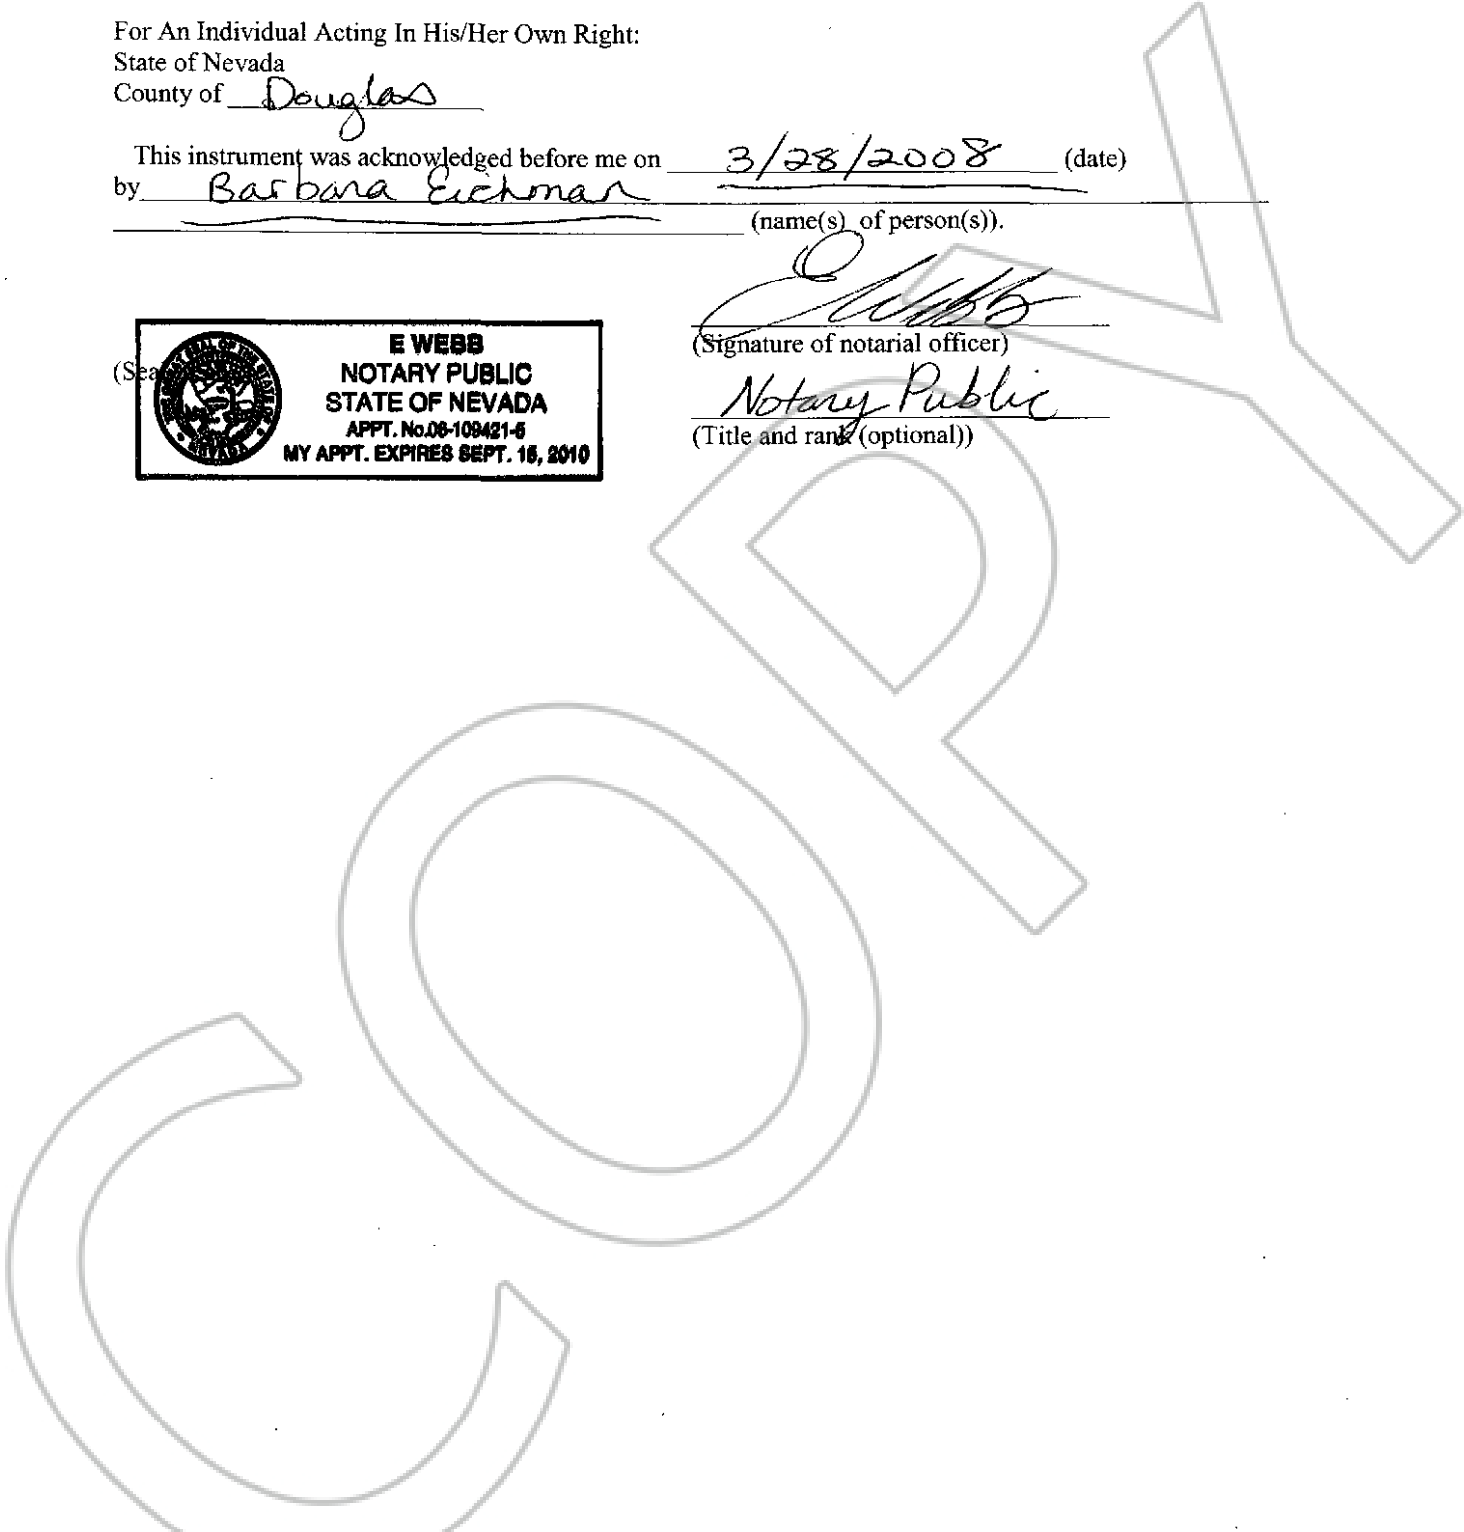 For An Individual Acting In His/Her Own Right:
State of Nevada
County of Douglas
This instrument was acknowledged before me on 3/28/2008 (date)
by Barbara Eichman
(name(s) of person(s)).
E Webb
(Signature of notarial officer)
Notary Public
(Title and rank (optional))
(Sea
E WEBB
NOTARY PUBLIC
STATE OF NEVADA
APPT. No.06-109421-5
MY APPT. EXPIRES SEPT. 15, 2010
COPY